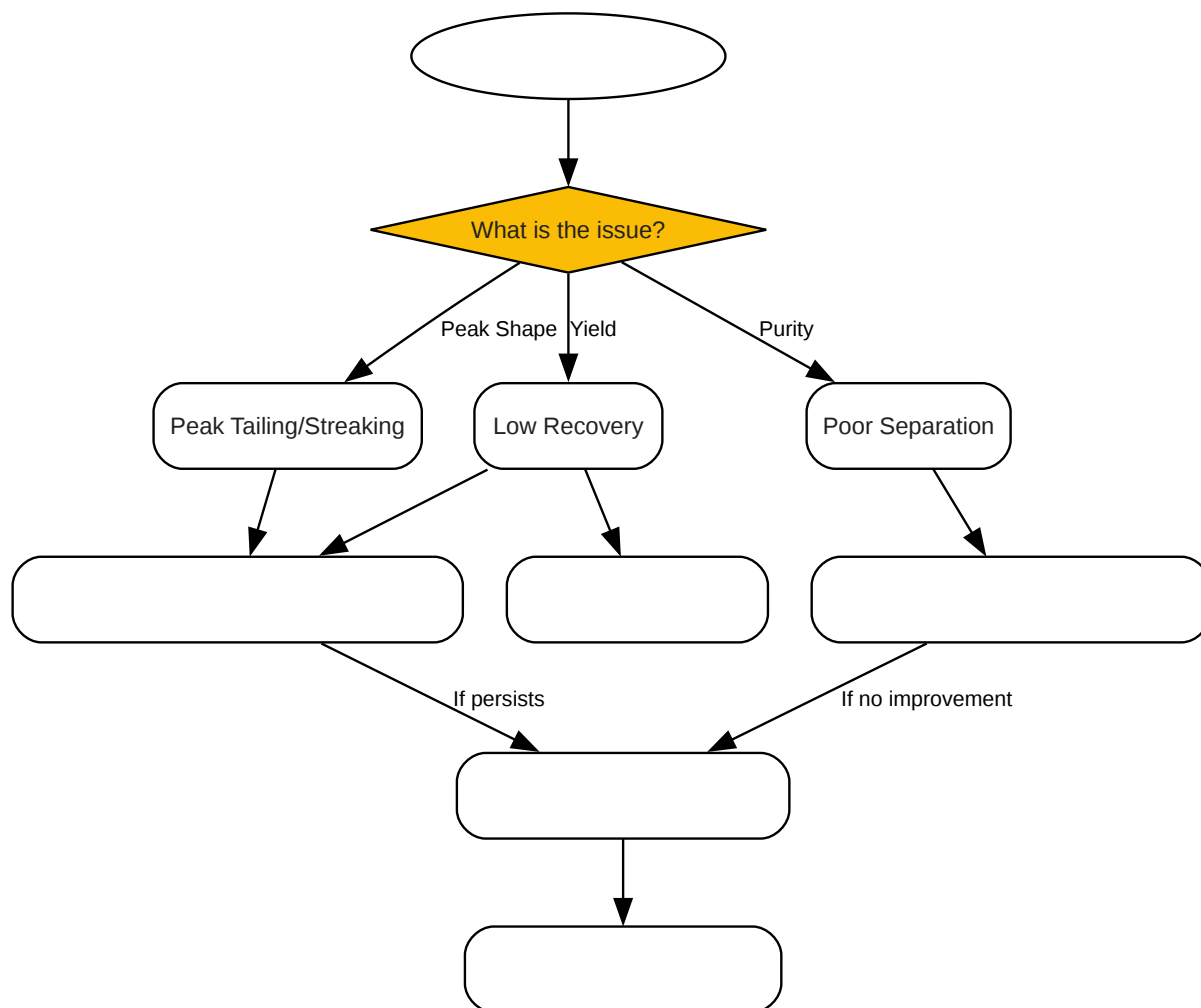 What is the issue?
Peak Shape
Yield
Purity
Peak Tailing/Streaking
Low Recovery
Poor Separation
If persists
If no improvement